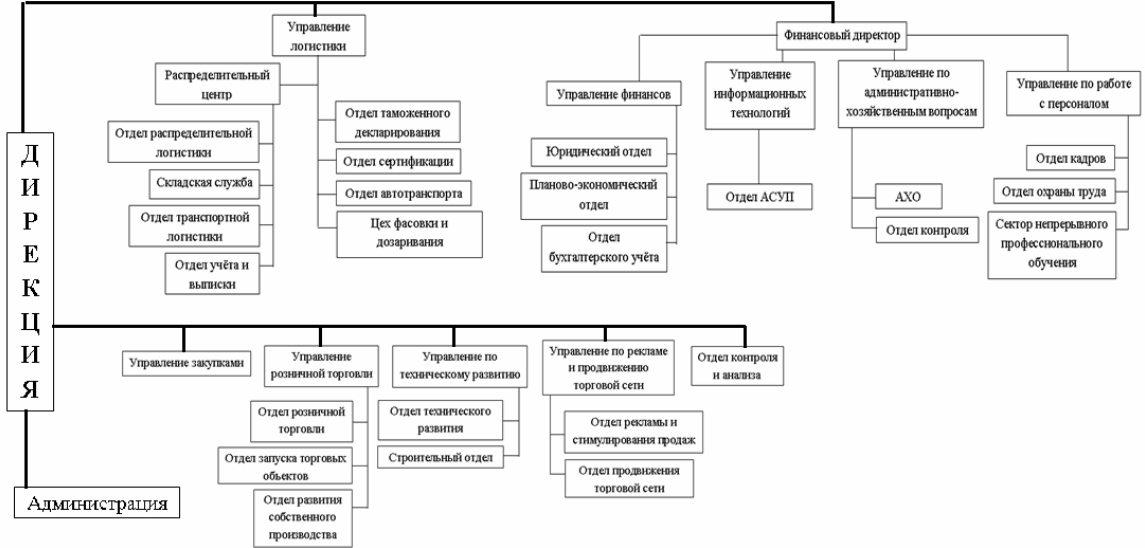 Управление
логистики
Финансовый директор
Распределительный
центр
Управление финансов
Управление
информационных
технологий
Управление по
административно-
хозяйственным вопросам
Управление по работе
с персоналом
Отдел таможенного
декларирования
Отдел распределительной
логистики
Отдел сертификации
Юридический отдел
Отдел кадров
Складская служба
Отдел автотранспорта
Планово-экономический
отдел
Отдел АСУП
АХО
Отдел охраны труда
Отдел транспортной
логистики
Цех фасовки и
дозаривания
Отдел
бухгалтерского учёта
Отдел контроля
Сектор непрерывного
профессионального
обучения
Отдел учёта и
выписки
ДИРЕКЦИЯ
Управление закупками
Управление
розничной торговли
Управление по
техническому развитию
Управление по рекламе
и продвижению
торговой сети
Отдел контроля
и анализа
Отдел розничной
торговли
Отдел технического
развития
Отдел рекламы и
стимулирования продаж
Отдел запуска торговых
обьектов
Строительный отдел
Отдел продвижения
торговой сети
Отдел развития
собственного
производства
Администрация